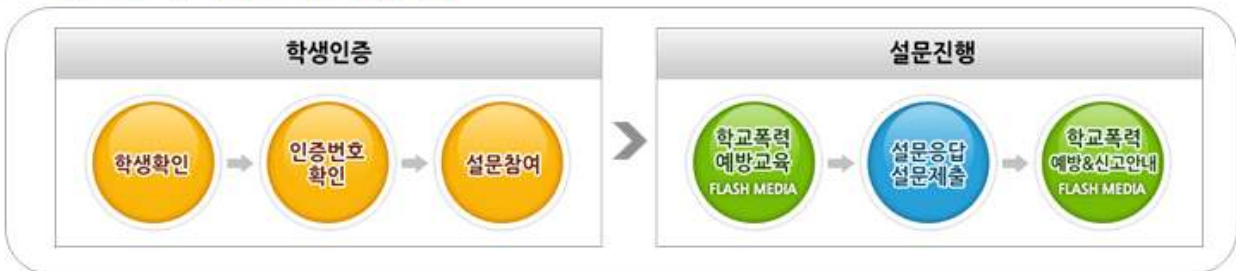 학생인증
학생확인
인증번호
확인
설문참여
설문진행
학교폭력
예방교육
FLASH MEDIA
설문응답
설문제출
학교폭력
예방&신고안내
FLASH MEDIA